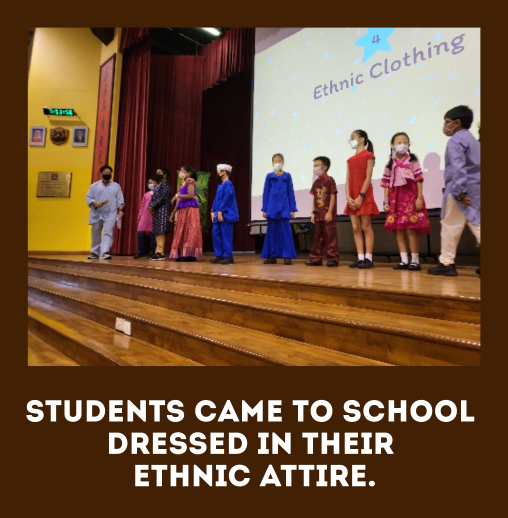 4
Ethnic Clothing
STUDENTS CAME TO SCHOOL
DRESSED IN THEIR
ETHNIC ATTIRE.